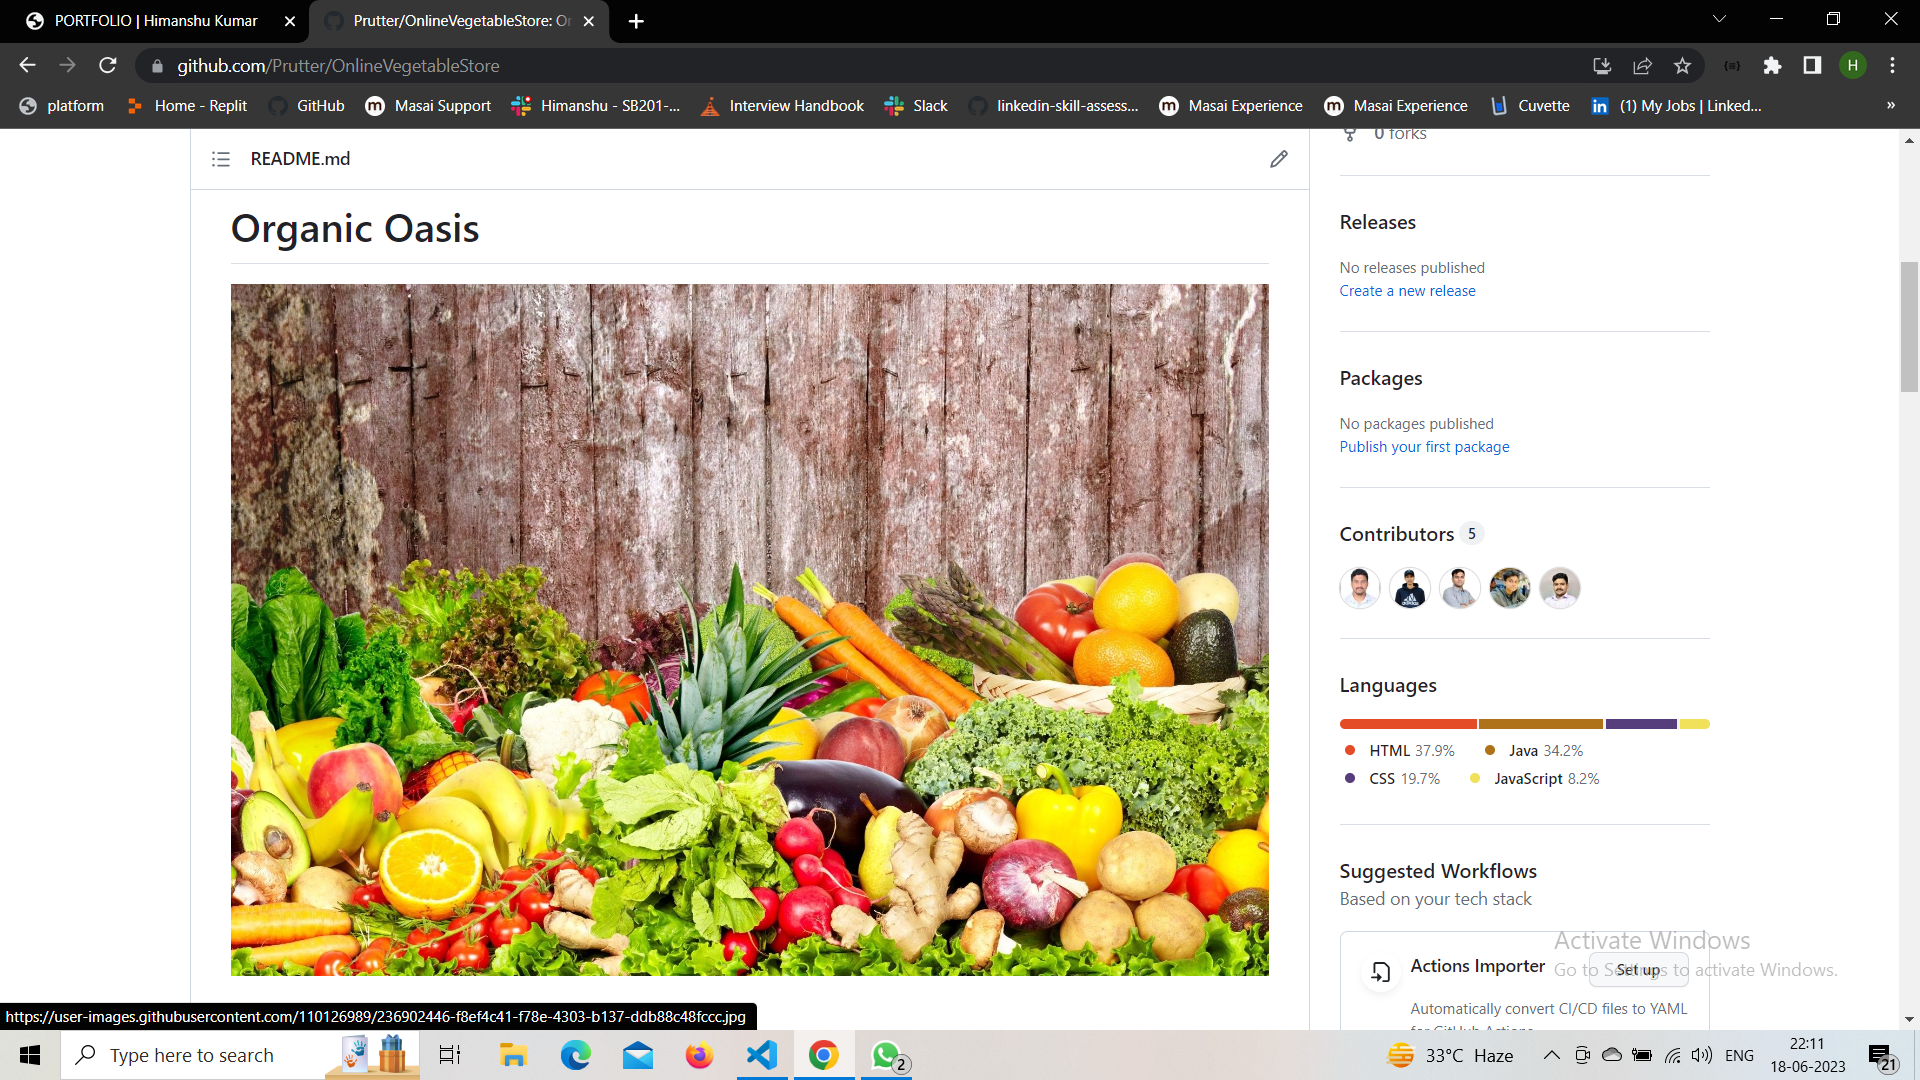 PORTFOLIO | Himanshu Kumar
Prutter/OnlineVegetableStore: Or
github.com/Prutter/OnlineVegetableStore
H
platform
Home - Replit
GitHub
Masai Support
Himanshu - SB201-...
Interview Handbook
Slack
linkedin-skill-assess...
Masai Experience
Masai Experience
Cuvette
(1) My Jobs | Linked...
»
README.md
Organic Oasis
0 forks
Releases
No releases published
Create a new release
Packages
No packages published
Publish your first package
Contributors 5
Languages
HTML 37.9%
Java 34.2%
CSS 19.7%
JavaScript 8.2%
Suggested Workflows
Based on your tech stack
Actions Importer
Set up
Automatically convert CI/CD files to YAML
for GitHub Actions.
Activate Windows
Go to Settings to activate Windows.
https://user-images.githubusercontent.com/110126989/236902446-f8ef4c41-f78e-4303-b137-ddb88c48fccc.jpg
Type here to search
2
33°C Haze
ENG
22:11
18-06-2023
21